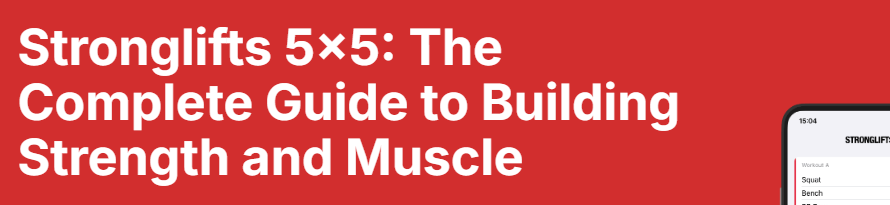 Stronglifts 5×5: The
Complete Guide to Building
Strength and Muscle
15:04
STRONGLIFTS
Workout A
Squat
Bench